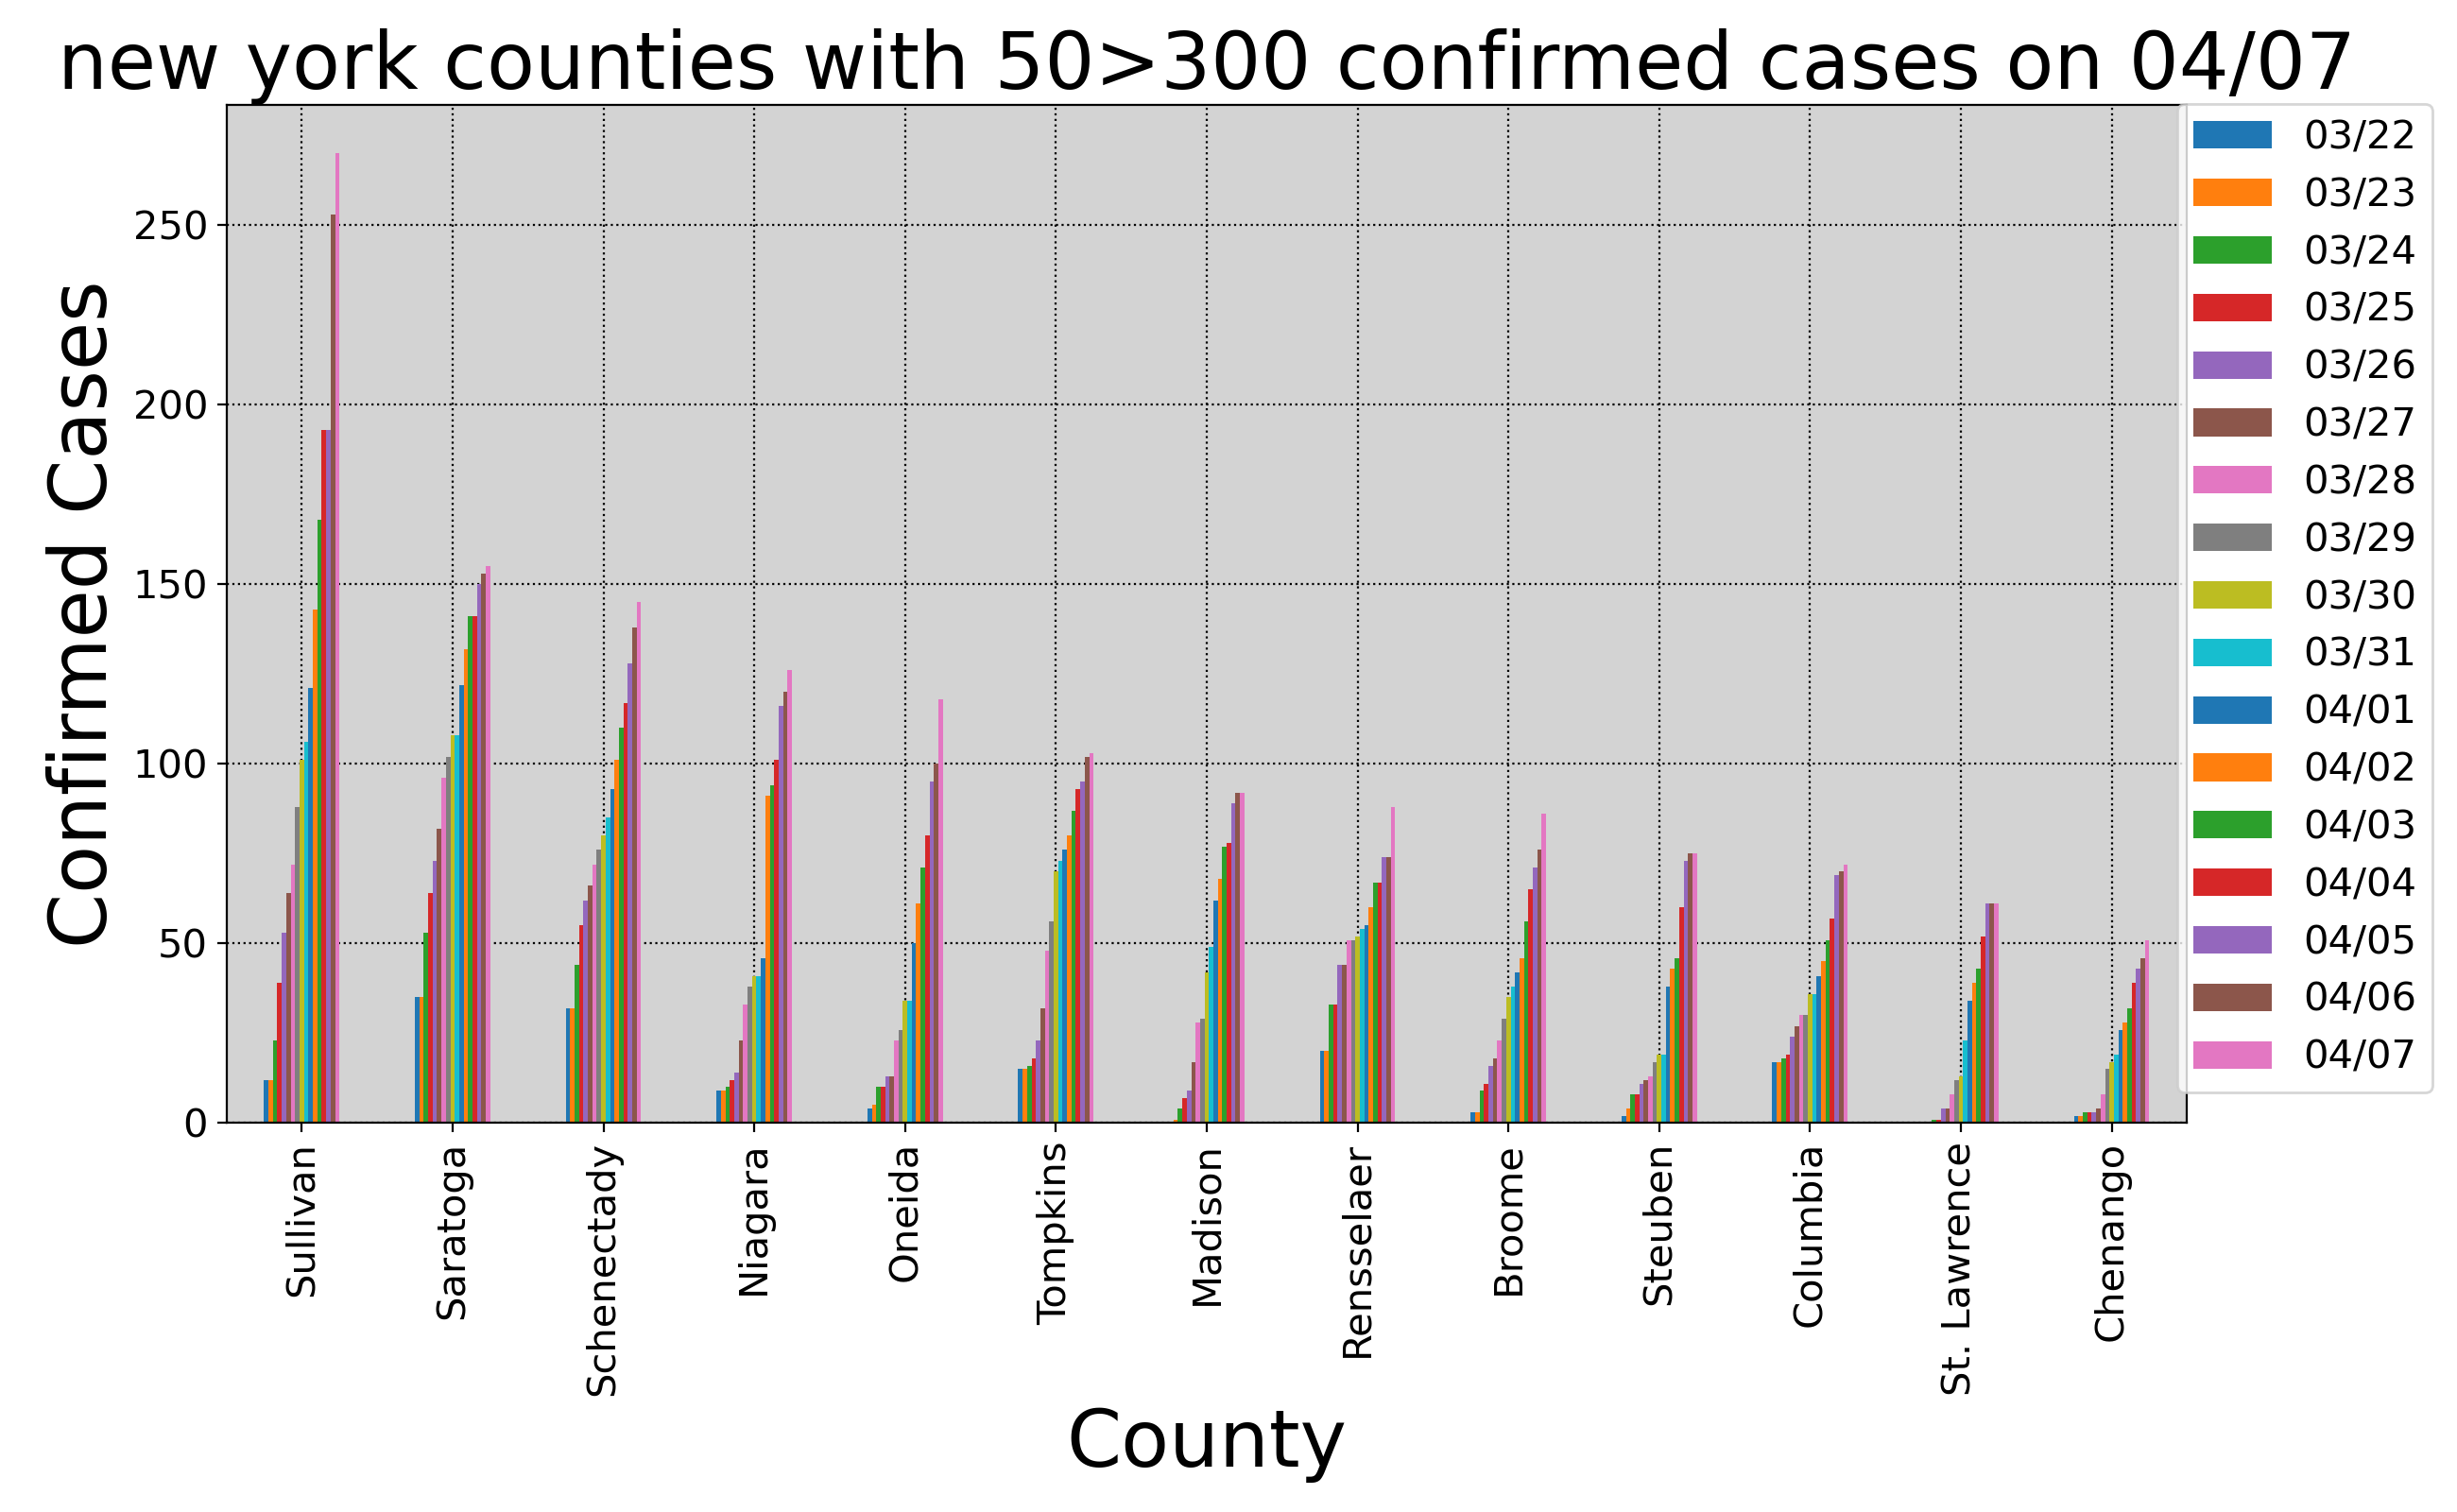 new york counties with 50>300 confirmed cases on 04/07
Confirmed Cases
250
200
150
100
50
0
03/22
03/23
03/24
03/25
03/26
03/27
03/28
03/29
03/30
03/31
04/01
04/02
04/03
04/04
04/05
04/06
04/07
Sullivan
Saratoga
Schenectady
Niagara
Oneida
Tompkins
Madison
Rensselaer
Broome
Steuben
Columbia
St. Lawrence
Chenango
County